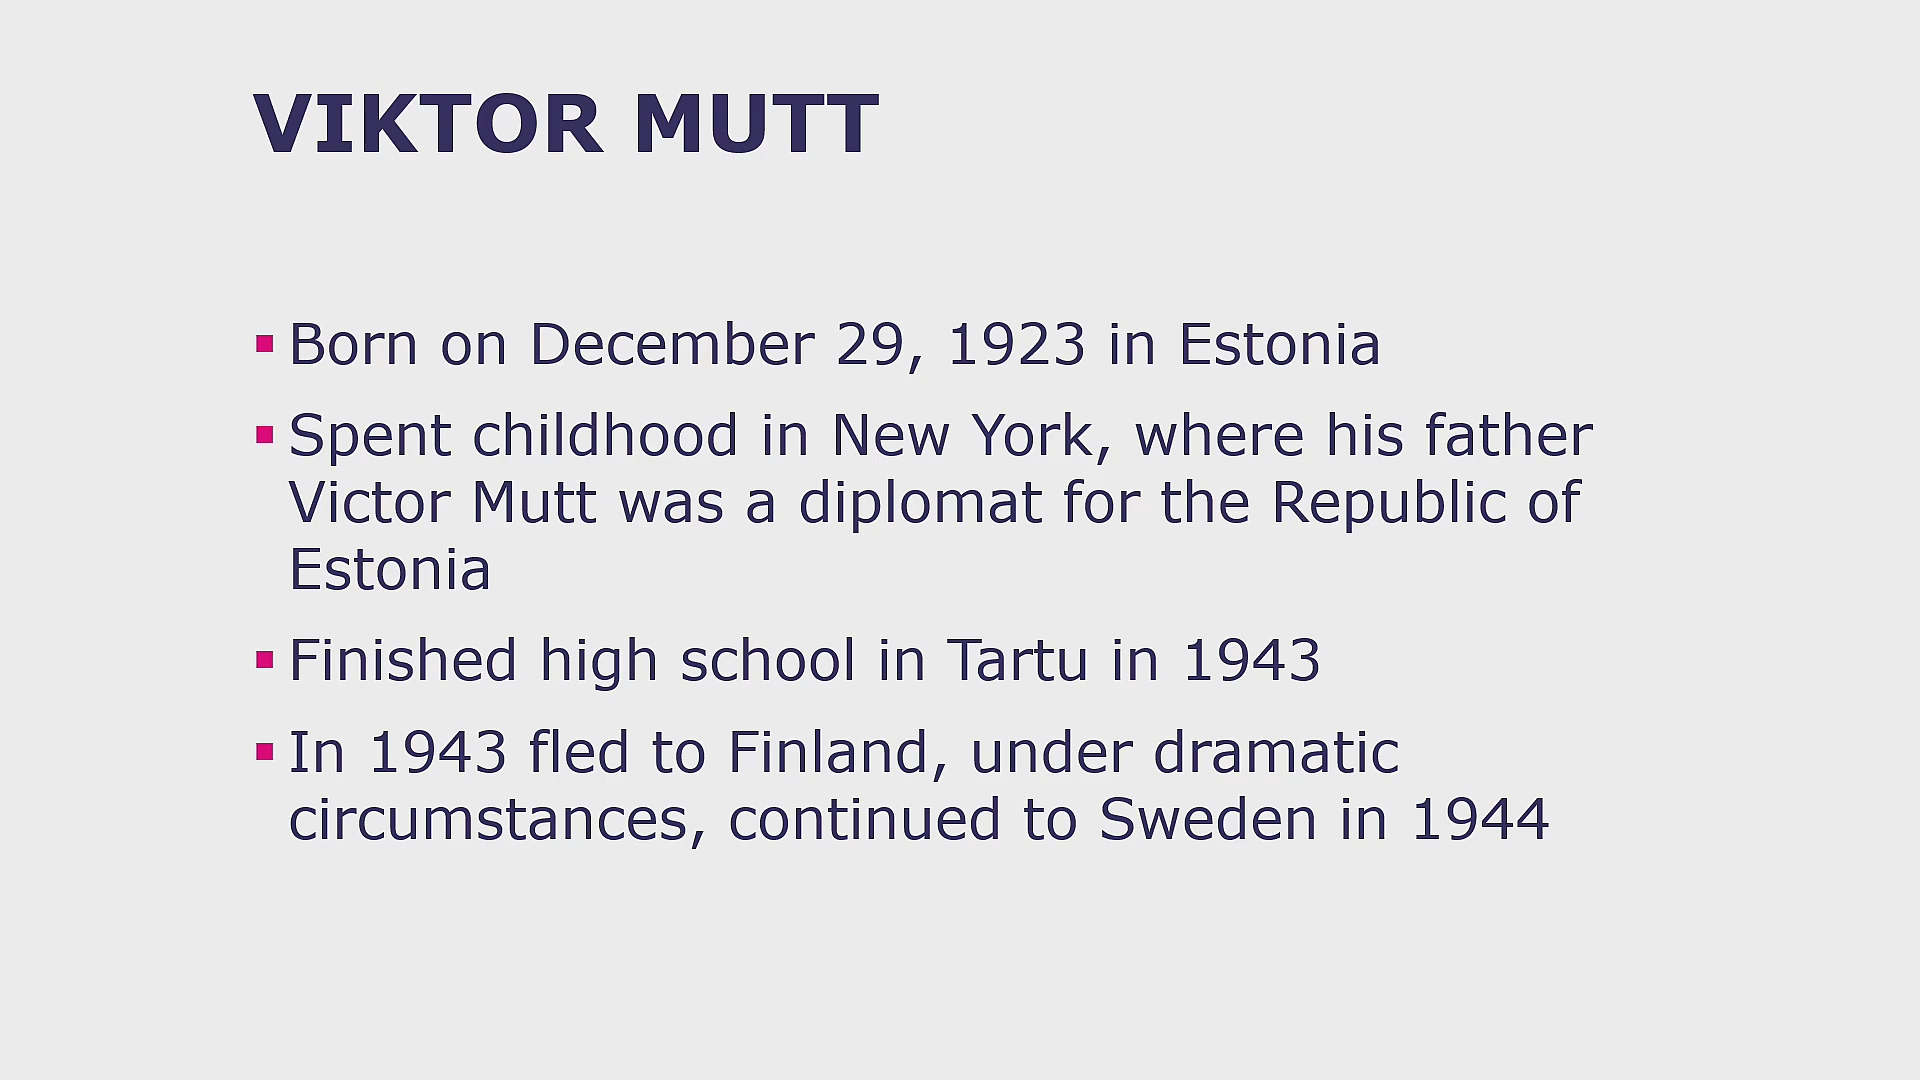 VIKTOR MUTT
▪ Born on December 29, 1923 in Estonia
▪ Spent childhood in New York, where his father
Victor Mutt was a diplomat for the Republic of
Estonia
▪ Finished high school in Tartu in 1943
▪ In 1943 fled to Finland, under dramatic
circumstances, continued to Sweden in 1944